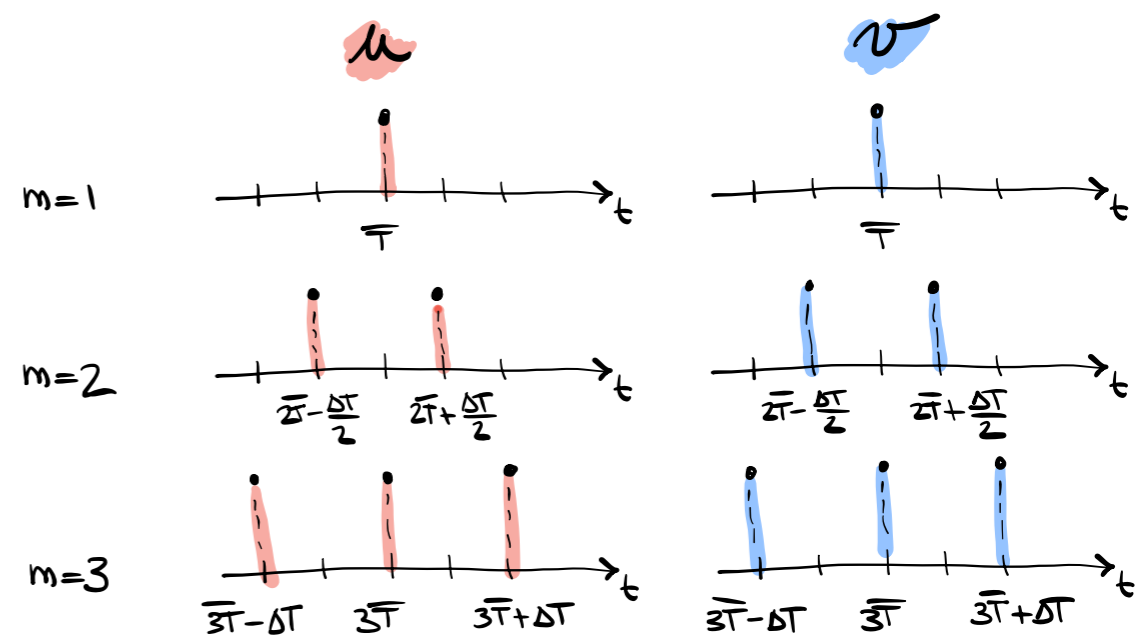 u v
m=1 t t
T̅ T̅
m=2 t t
2T̅-ΔT/2 2T̅+ΔT/2 2T̅-ΔT/2 2T̅+ΔT/2
m=3 t t
3T̅-ΔT 3T̅ 3T̅+ΔT 3T̅-ΔT 3T̅ 3T̅+ΔT